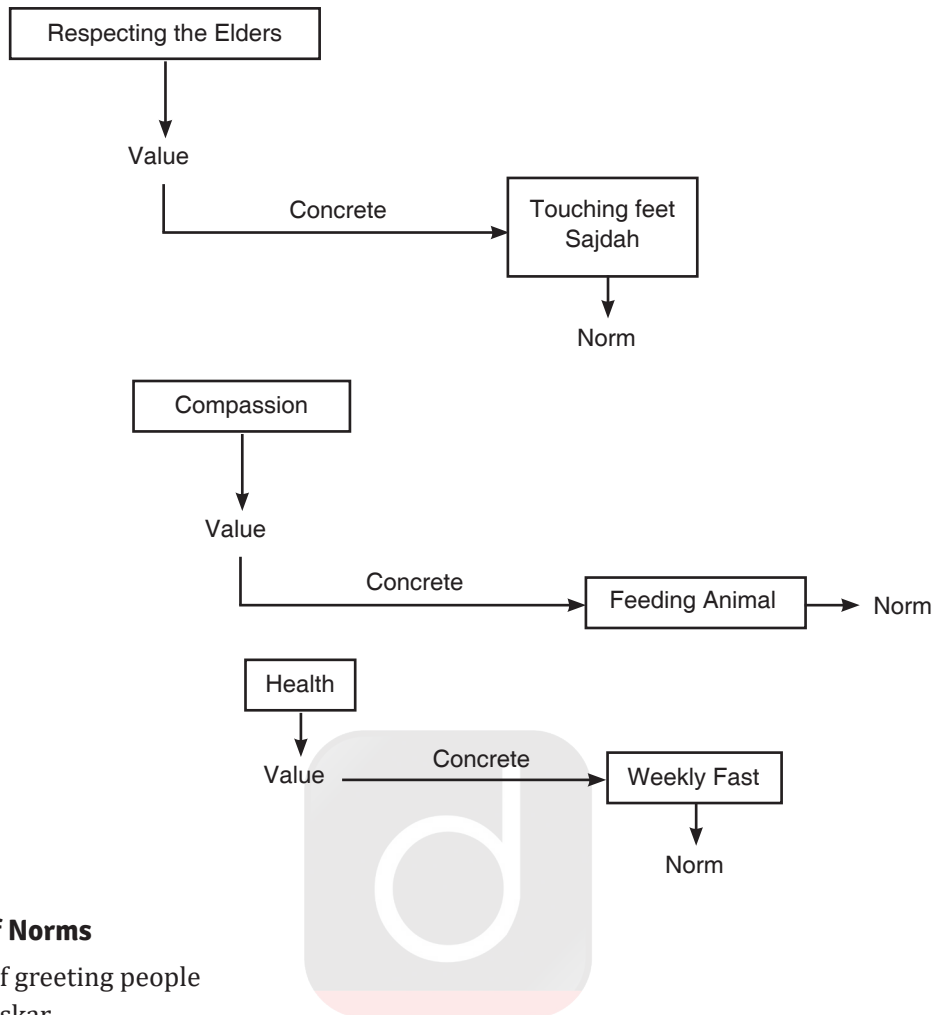 Respecting the Elders
Value
Concrete
Touching feet
Sajdah
Norm
Compassion
Value
Concrete
Feeding Animal
Norm
Health
Value
Concrete
Weekly Fast
Norm
Norms
greeting people